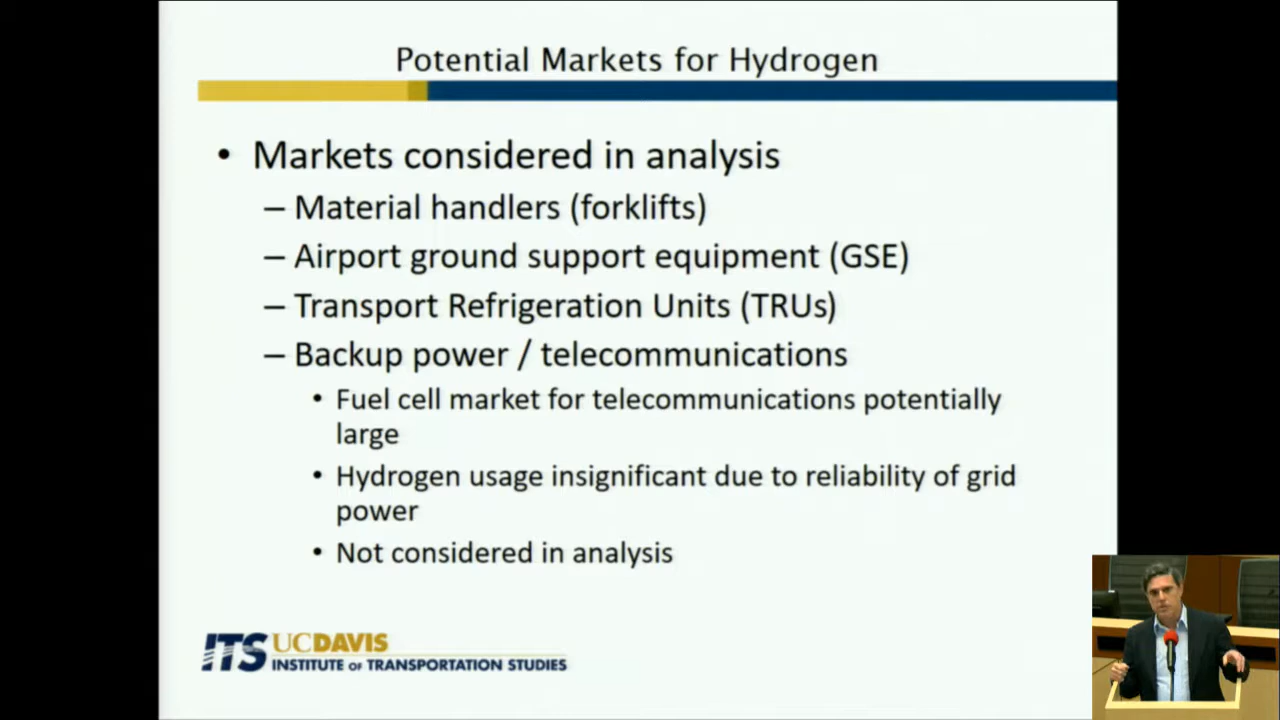 Potential Markets for Hydrogen
• Markets considered in analysis
– Material handlers (forklifts)
– Airport ground support equipment (GSE)
– Transport Refrigeration Units (TRUs)
– Backup power / telecommunications
• Fuel cell market for telecommunications potentially
large
• Hydrogen usage insignificant due to reliability of grid
power
• Not considered in analysis
ITS UCDAVIS
INSTITUTE OF TRANSPORTATION STUDIES